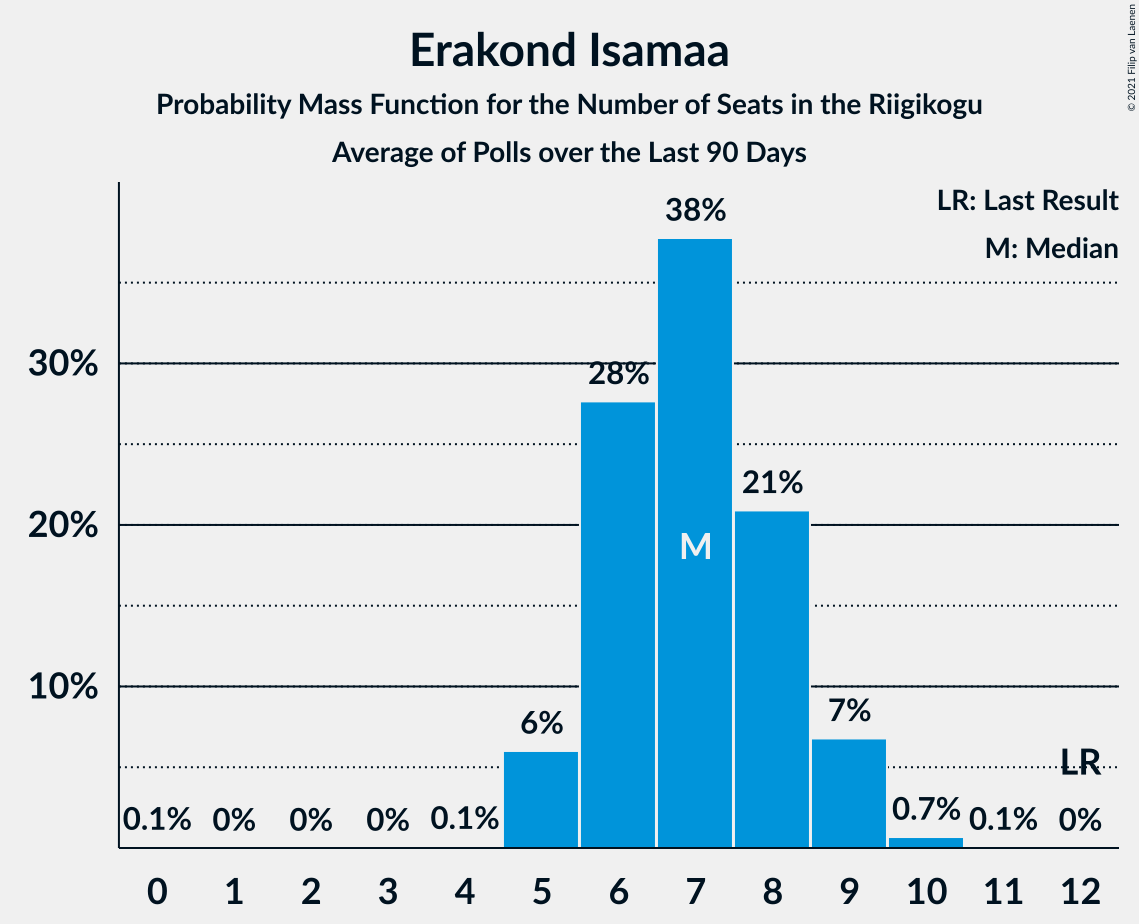 Erakond Isamaa
Probability Mass Function for the Number of Seats in the Riigikogu
Average of Polls over the Last 90 Days
© 2021 Filip van Laenen
LR: Last Result
M: Median
38%
30%
28%
21%
20%
M
10%
7%
6%
LR
0.1% 0% 0% 0% 0.1% 0.7% 0.1% 0%
0 1 2 3 4 5 6 7 8 9 10 11 12